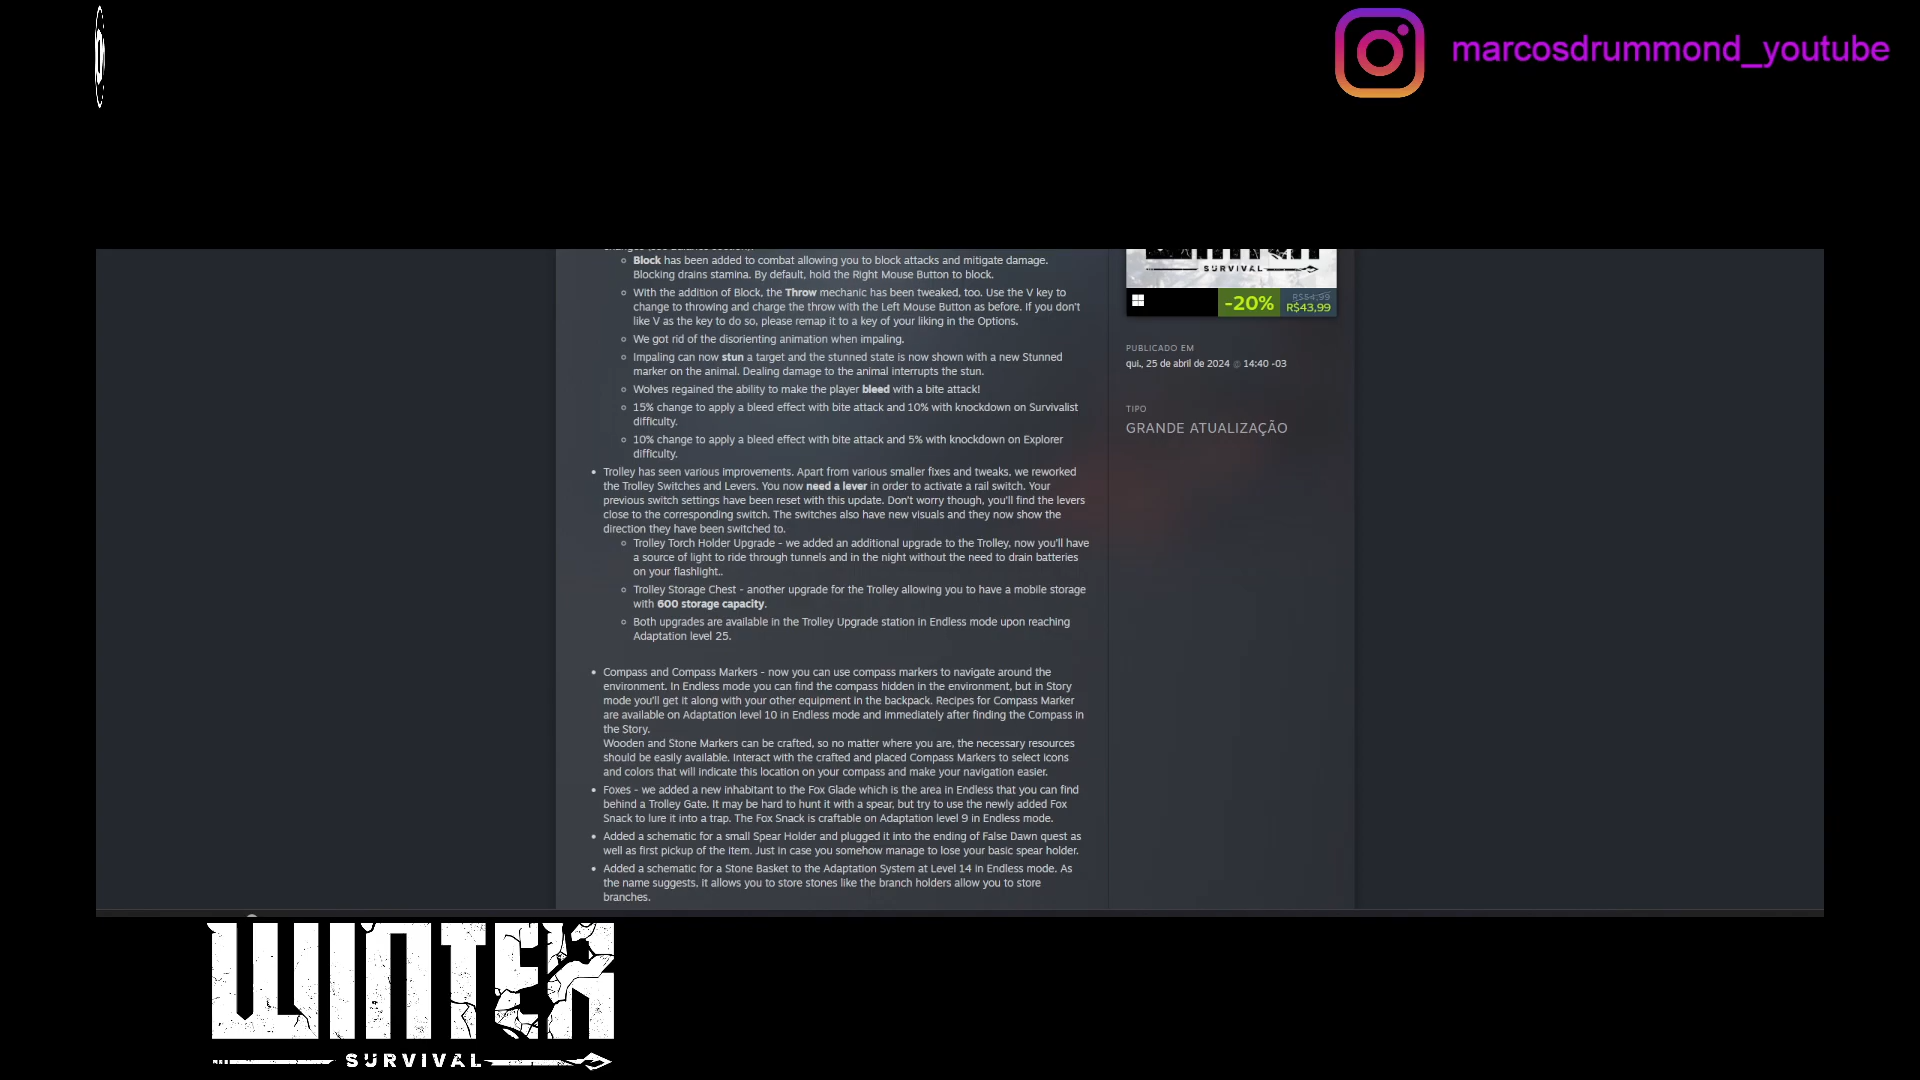 marcosdrummond_youtube
Block has been added to combat allowing you to block attacks and mitigate damage.
Blocking drains stamina. By default, hold the Right Mouse Button to block.
With the addition of Block, the Throw mechanic has been tweaked, too. Use the V key to
change to throwing and charge the throw with the Left Mouse Button as before. If you don't
like V as the key to do so, please remap it to a key of your liking in the Options.
We got rid of the disorienting animation when impaling.
Impaling can now stun a target and the stunned state is now shown with a new Stunned
marker on the animal. Dealing damage to the animal interrupts the stun.
Wolves regained the ability to make the player bleed with a bite attack!
15% change to apply a bleed effect with bite attack and 10% with knockdown on Survivalist
difficulty.
10% change to apply a bleed effect with bite attack and 5% with knockdown on Explorer
difficulty.
Trolley has seen various improvements. Apart from various smaller fixes and tweaks, we reworked
the Trolley Switches and Levers. You now need a lever in order to activate a rail switch. Your
previous switch settings have been reset with this update. Don't worry though, you'll find the levers
close to the corresponding switch. The switches also have new visuals and they now show the
direction they have been switched to.
Trolley Torch Holder Upgrade - we added an additional upgrade to the Trolley, now you'll have
a source of light to ride through tunnels and in the night without the need to drain batteries
on your flashlight..
Trolley Storage Chest - another upgrade for the Trolley allowing you to have a mobile storage
with 600 storage capacity.
Both upgrades are available in the Trolley Upgrade station in Endless mode upon reaching
Adaptation level 25.
Compass and Compass Markers - now you can use compass markers to navigate around the
environment. In Endless mode you can find the compass hidden in the environment, but in Story
mode you'll get it along with your other equipment in the backpack. Recipes for Compass Marker
are available on Adaptation level 10 in Endless mode and immediately after finding the Compass in
the Story.
Wooden and Stone Markers can be crafted, so no matter where you are, the necessary resources
should be easily available. Interact with the crafted and placed Compass Markers to select icons
and colors that will indicate this location on your compass and make your navigation easier.
Foxes - we added a new inhabitant to the Fox Glade which is the area in Endless that you can find
behind a Trolley Gate. It may be hard to hunt it with a spear, but try to use the newly added Fox
Snack to lure it into a trap. The Fox Snack is craftable on Adaptation level 9 in Endless mode.
Added a schematic for a small Spear Holder and plugged it into the ending of False Dawn quest as
well as first pickup of the item. Just in case you somehow manage to lose your basic spear holder.
Added a schematic for a Stone Basket to the Adaptation System at Level 14 in Endless mode. As
the name suggests, it allows you to store stones like the branch holders allow you to store
branches.
SURVIVAL
-20%
R$54,99
R$43,99
PUBLICADO EM
qui., 25 de abril de 2024 @ 14:40 -03
TIPO
GRANDE ATUALIZAÇÃO
WINTER
SURVIVAL